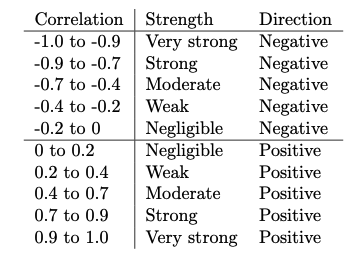 Correlation Strength Direction
-1.0 to -0.9 Very strong Negative
-0.9 to -0.7 Strong Negative
-0.7 to -0.4 Moderate Negative
-0.4 to -0.2 Weak Negative
-0.2 to 0 Negligible Negative
0 to 0.2 Negligible Positive
0.2 to 0.4 Weak Positive
0.4 to 0.7 Moderate Positive
0.7 to 0.9 Strong Positive
0.9 to 1.0 Very strong Positive